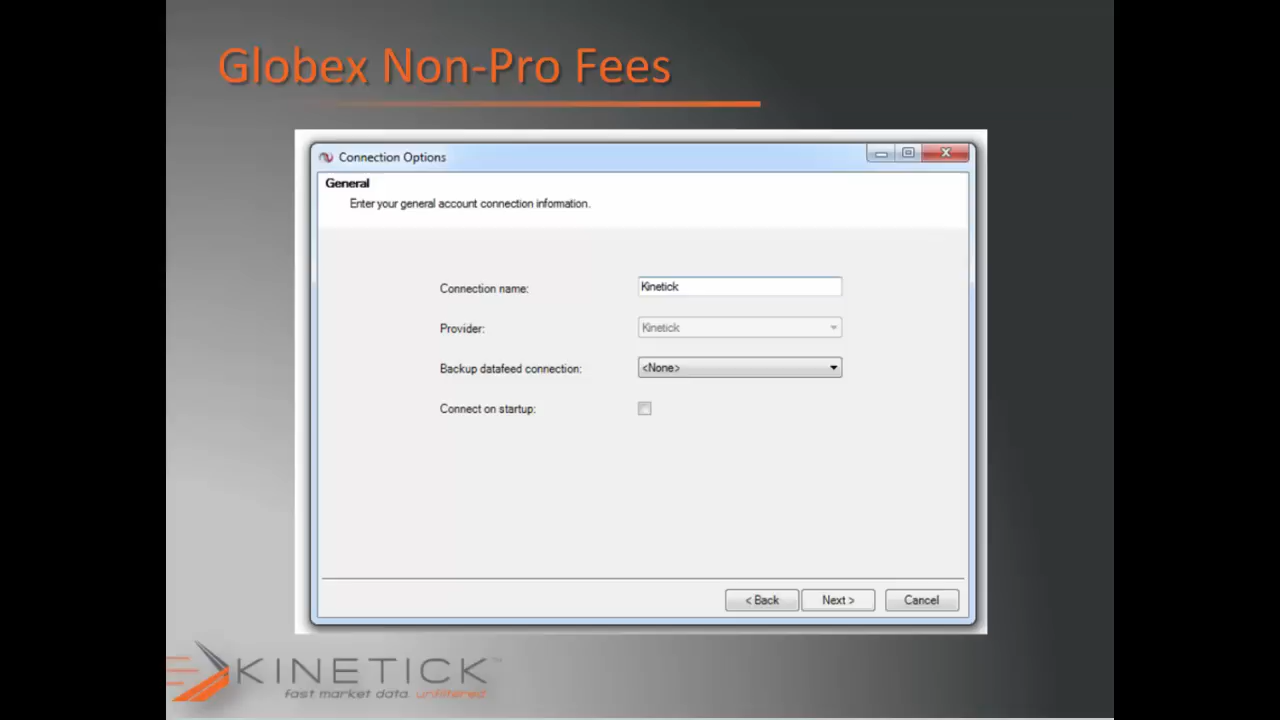 Globex Non-Pro Fees
Connection Options
General
Enter your general account connection information.
Connection name: Kinetick
Provider: Kinetick
Backup datafeed connection: <None>
Connect on startup:
< Back Next > Cancel
KINETICK™
fast market data. unfiltered